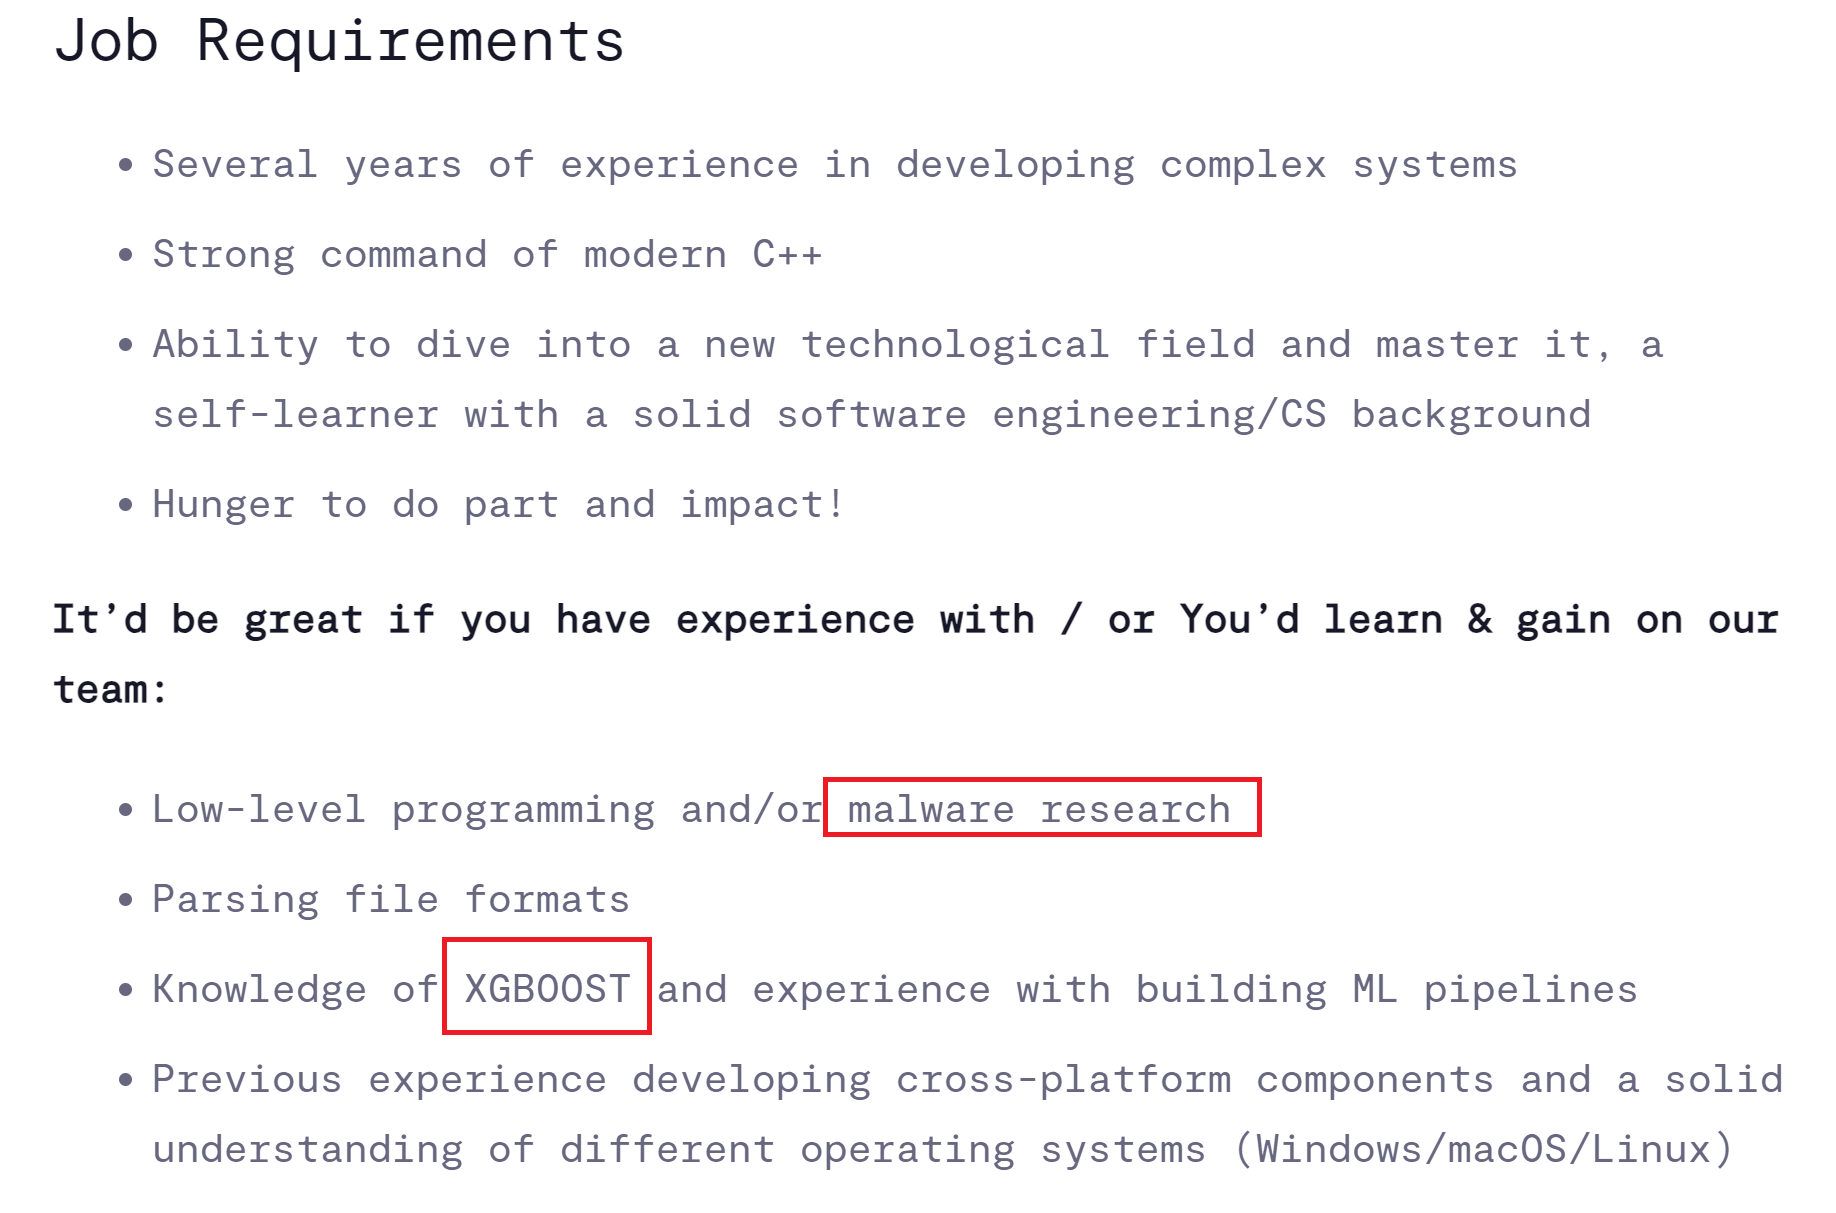 Job Requirements
• Several years of experience in developing complex systems
• Strong command of modern C++
• Ability to dive into a new technological field and master it, a
self-learner with a solid software engineering/CS background
• Hunger to do part and impact!
It’d be great if you have experience with / or You’d learn & gain on our
team:
• Low-level programming and/or malware research
• Parsing file formats
• Knowledge of XGBOOST and experience with building ML pipelines
• Previous experience developing cross-platform components and a solid
understanding of different operating systems (Windows/macOS/Linux)